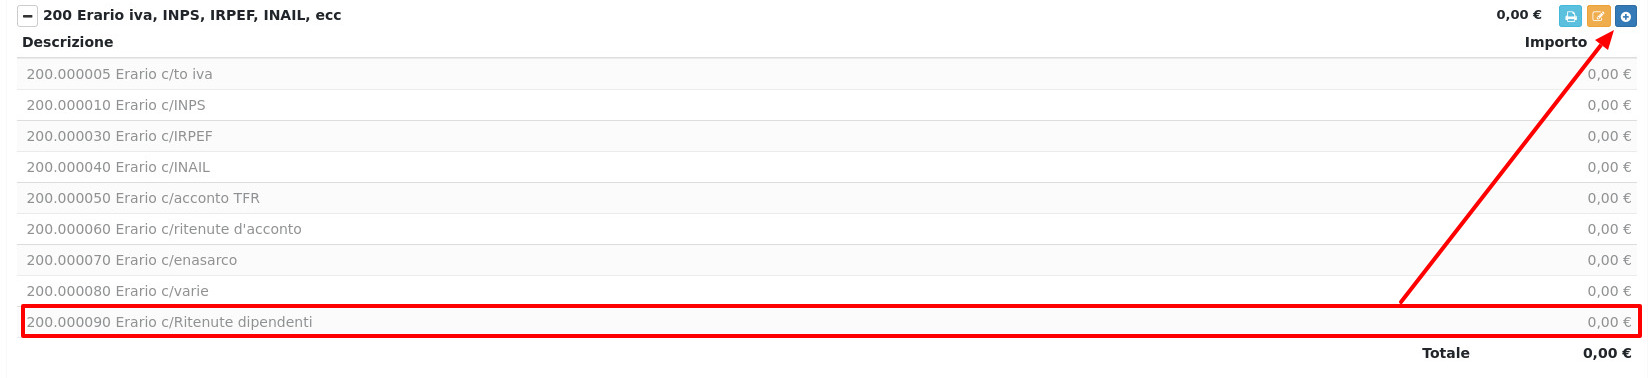 200 Erario iva, INPS, IRPEF, INAIL, ecc 0,00 €
Descrizione Importo
200.000005 Erario c/to iva 0,00 €
200.000010 Erario c/INPS 0,00 €
200.000030 Erario c/IRPEF 0,00 €
200.000040 Erario c/INAIL 0,00 €
200.000050 Erario c/acconto TFR 0,00 €
200.000060 Erario c/ritenute d'acconto 0,00 €
200.000070 Erario c/enasarco 0,00 €
200.000080 Erario c/varie 0,00 €
200.000090 Erario c/Ritenute dipendenti 0,00 €
Totale 0,00 €